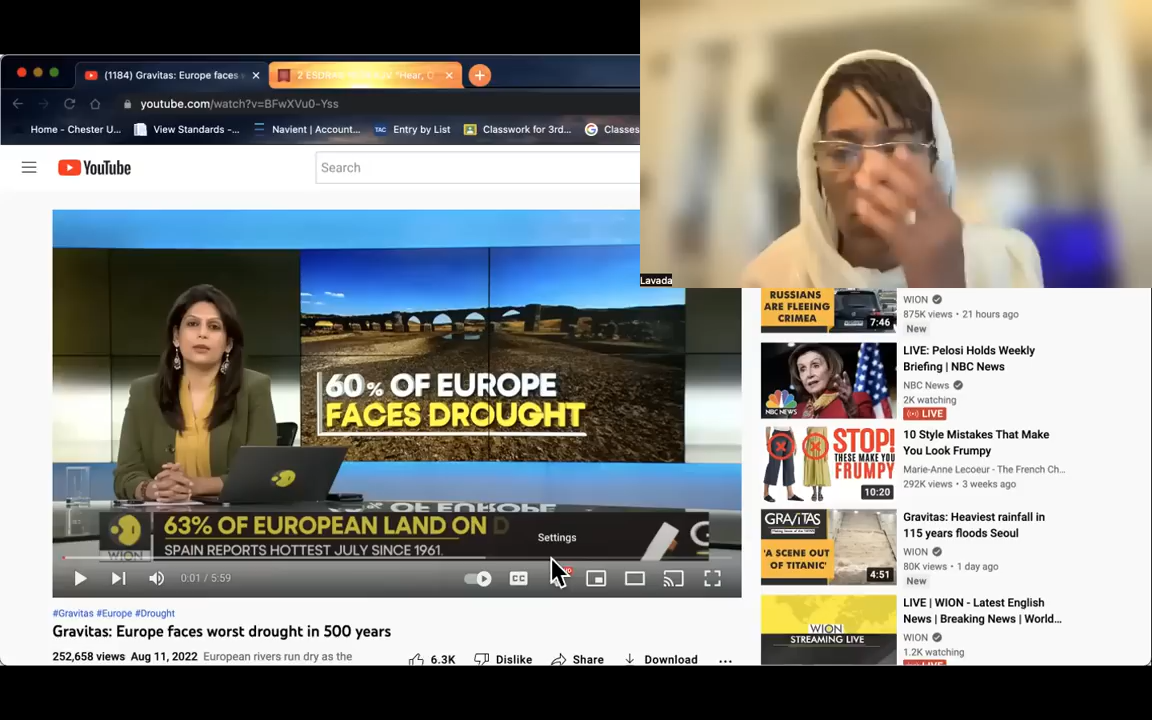 (1184) Gravitas: Europe faces
2 ESDRAS
"Hear, O
youtube.com/watch?v=BFwXVu0-Yss
Home - Chester U...
View Standards -...
Navient | Account...
TAC
Entry by List
Classwork for 3rd...
Classes
YouTube
Search
Lavada
60% OF EUROPE
FACES DROUGHT
63% OF EUROPEAN LAND ON D
SPAIN REPORTS HOTTEST JULY SINCE 1961.
WION
Settings
0:01 / 5:59
CC
#Gravitas #Europe #Drought
Gravitas: Europe faces worst drought in 500 years
252,658 views Aug 11, 2022 European rivers run dry as the
6.3K
Dislike
Share
Download
...
RUSSIANS
ARE FLEEING
CRIMEA
7:46
WION
875K views • 21 hours ago
New
NBC NEWS
LIVE: Pelosi Holds Weekly
Briefing | NBC News
NBC News
2K watching
LIVE
STOP!
THESE MAKE YOU
FRUMPY
10:20
10 Style Mistakes That Make
You Look Frumpy
Marie-Anne Lecoeur - The French Ch...
292K views • 3 weeks ago
GRAVITAS
'A SCENE OUT
OF TITANIC'
4:51
Gravitas: Heaviest rainfall in
115 years floods Seoul
WION
80K views • 1 day ago
New
WION
STREAMING LIVE
LIVE | WION - Latest English
News | Breaking News | World...
WION
1.2K watching
LIVE